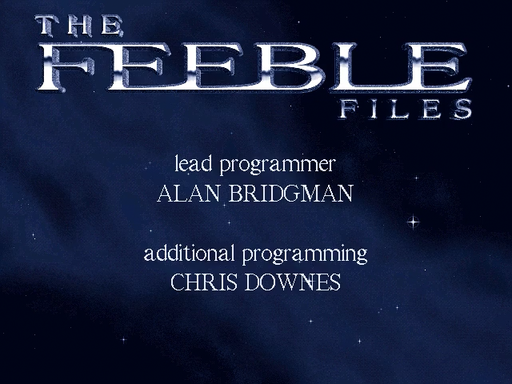 THE
FEEBLE
FILES
lead programmer
ALAN BRIDGMAN
additional programming
CHRIS DOWNES